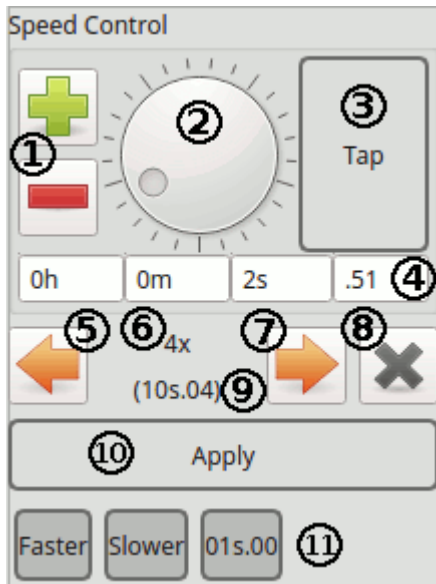 Speed Control
①
②
③
Tap
0h 0m 2s .51 ④
⑤ ⑥ ⑦ ⑧
4x
(10s.04) ⑨
⑩ Apply
Faster Slower 01s.00 ⑪